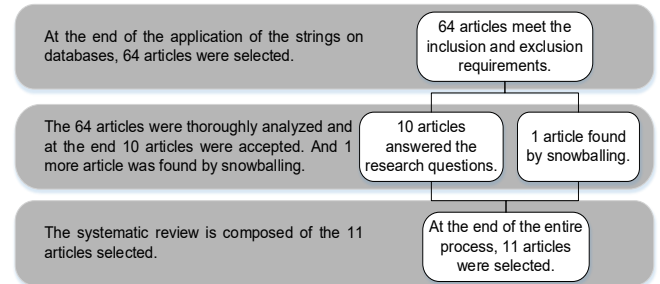 At the end of the application of the strings on
databases, 64 articles were selected.
64 articles meet the
inclusion and exclusion
requirements.
The 64 articles were thoroughly analyzed and
at the end 10 articles were accepted. And 1
more article was found by snowballing.
10 articles
answered the
research questions.
1 article found
by snowballing.
The systematic review is composed of the 11
articles selected.
At the end of the entire
process, 11 articles
were selected.